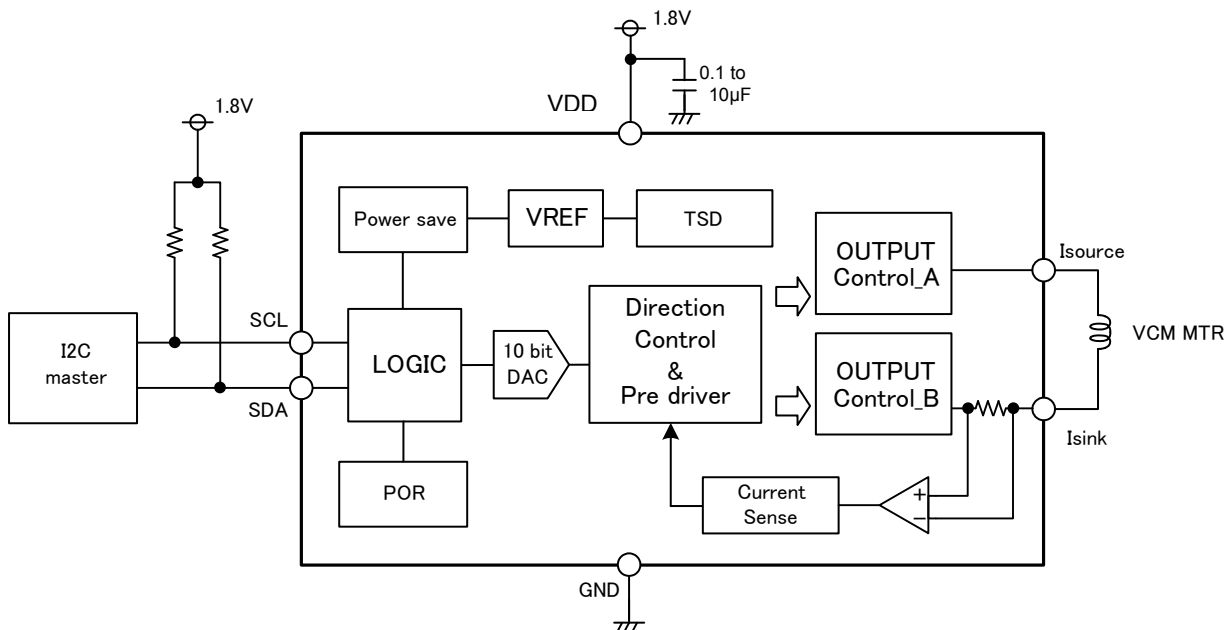 1.8V
0.1 to
10µF
VDD
1.8V
Power save
VREF
TSD
OUTPUT
Control_A
Isource
Direction
Control
&
Pre driver
SCL
I2C
master
LOGIC
10 bit
DAC
VCM MTR
OUTPUT
Control_B
SDA
Isink
POR
Current
Sense
+
−
GND